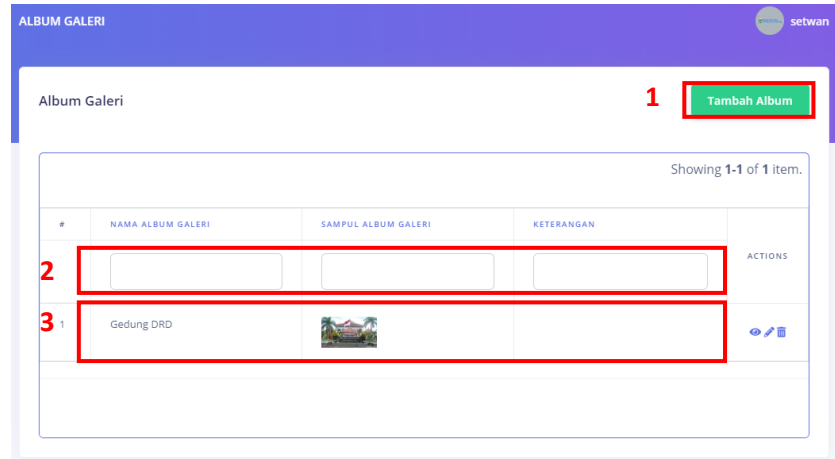 ALBUM GALERI
setwan
Album Galeri
1
Tambah Album
Showing 1-1 of 1 item.
# NAMA ALBUM GALERI SAMPUL ALBUM GALERI KETERANGAN
ACTIONS
2
3 1 Gedung DRD